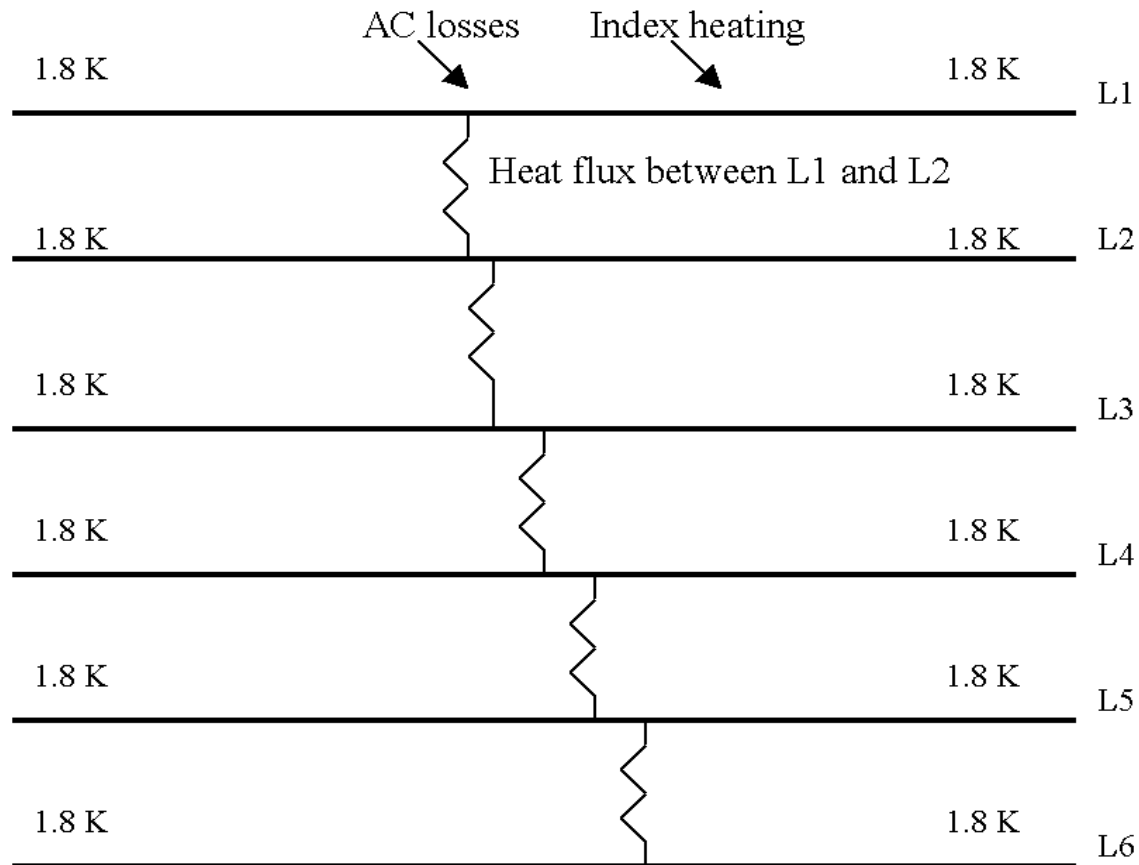 AC losses Index heating
1.8 K 1.8 K
L1
Heat flux between L1 and L2
1.8 K 1.8 K L2
1.8 K 1.8 K
L3
1.8 K 1.8 K
L4
1.8 K 1.8 K
L5
1.8 K 1.8 K
L6